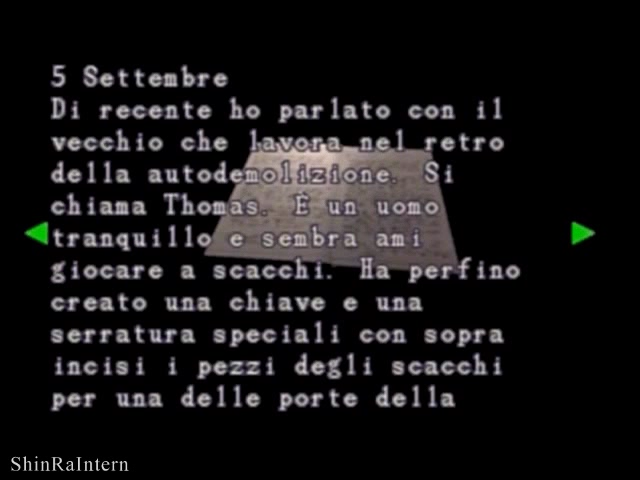 5 Settembre
Di recente ho parlato con il
vecchio che lavora nel retro
della autodemolizione. Si
chiama Thomas. È un uomo
tranquillo e sembra ami
giocare a scacchi. Ha perfino
creato una chiave e una
serratura speciali con sopra
incisi i pezzi degli scacchi
per una delle porte della
ShinRaIntern